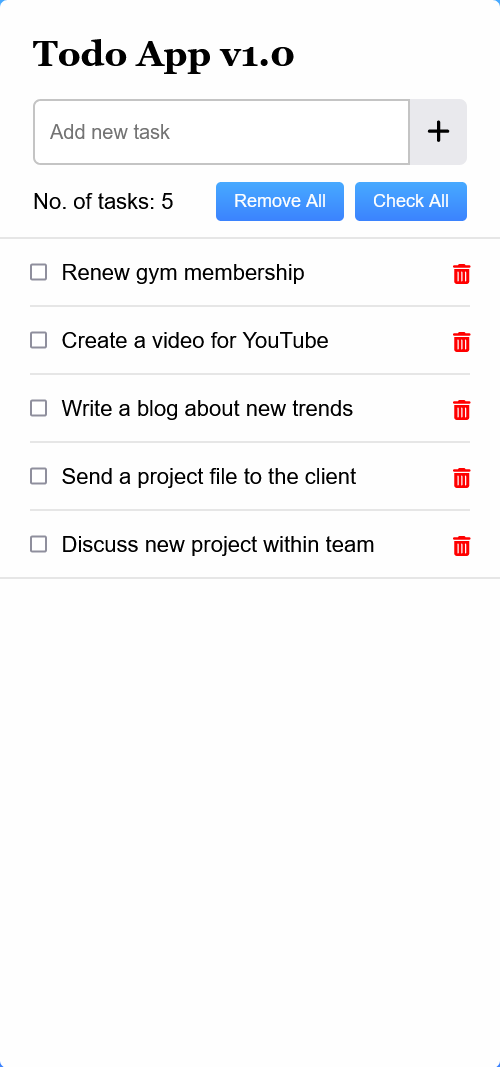 Todo App v1.0
Add new task
No. of tasks: 5 Remove All Check All
Renew gym membership
Create a video for YouTube
Write a blog about new trends
Send a project file to the client
Discuss new project within team